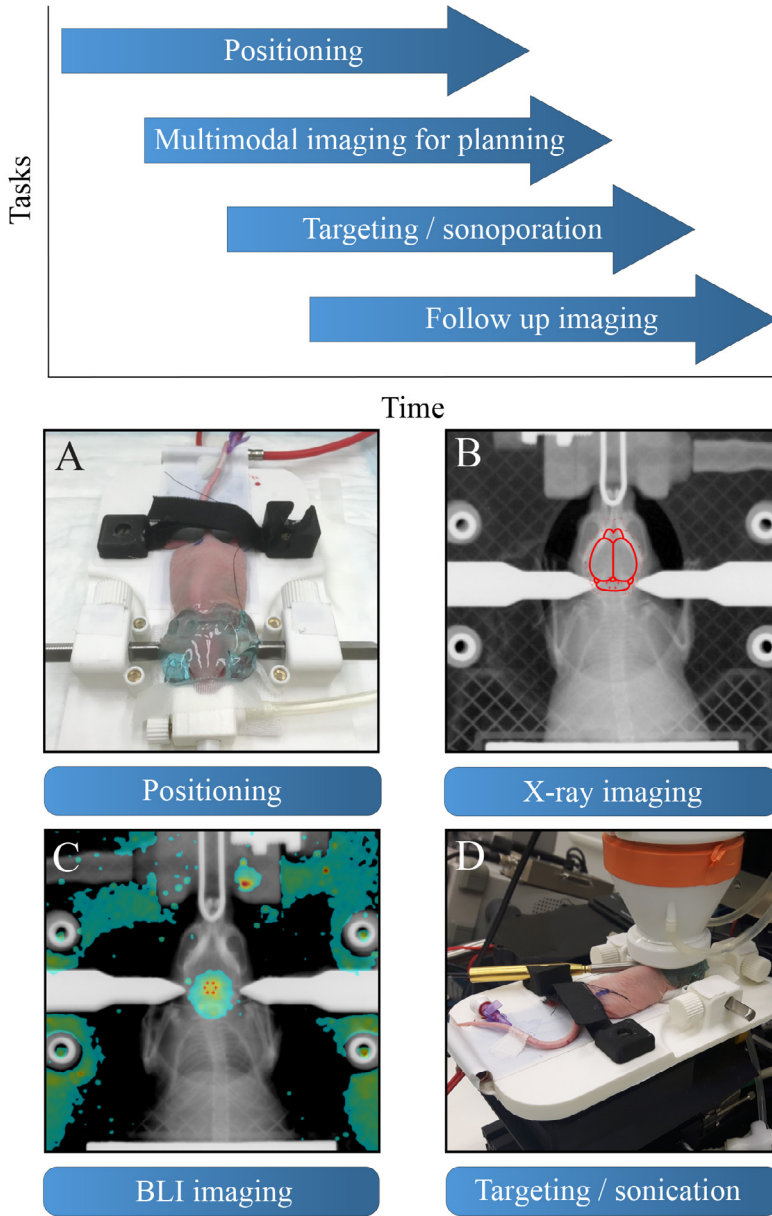 Positioning
Multimodal imaging for planning
Targeting / sonoporation
Follow up imaging
Tasks
Time
A
B
Positioning
X-ray imaging
C
D
BLI imaging
Targeting / sonication